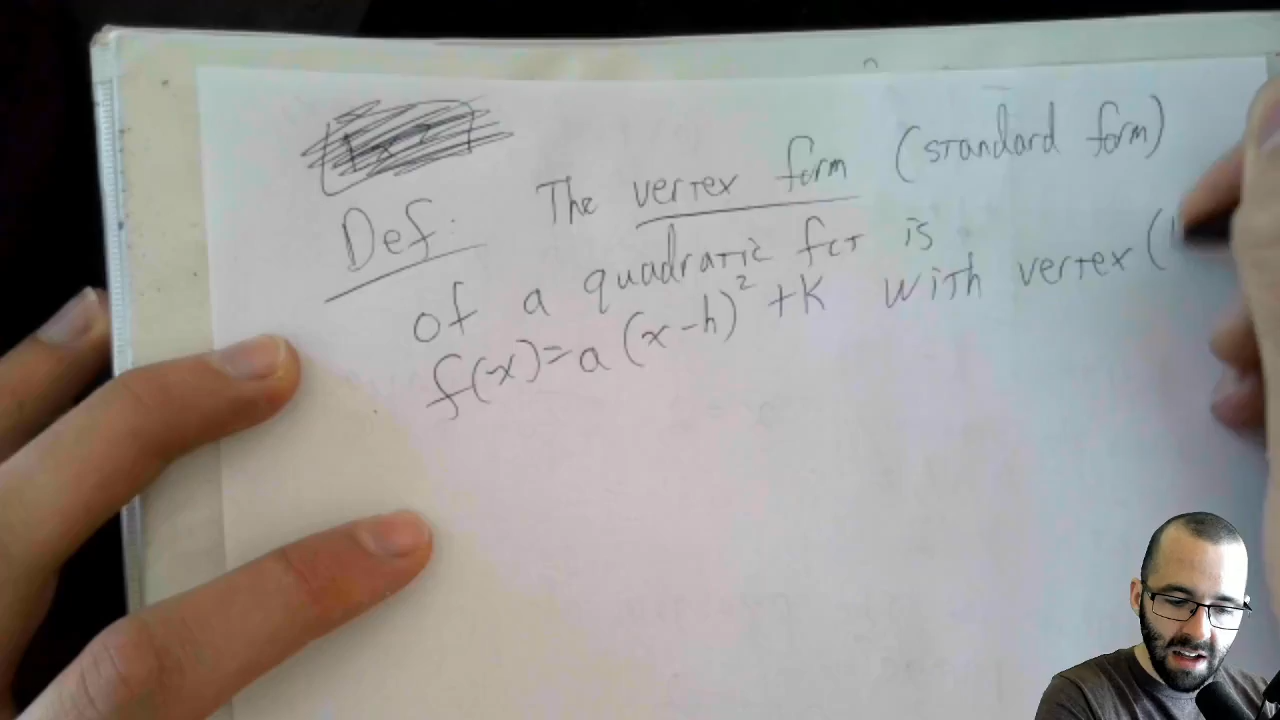 Def: The vertex form (standard form)
of a quadratic fct is
f(x)=a(x-h)²+k with vertex (